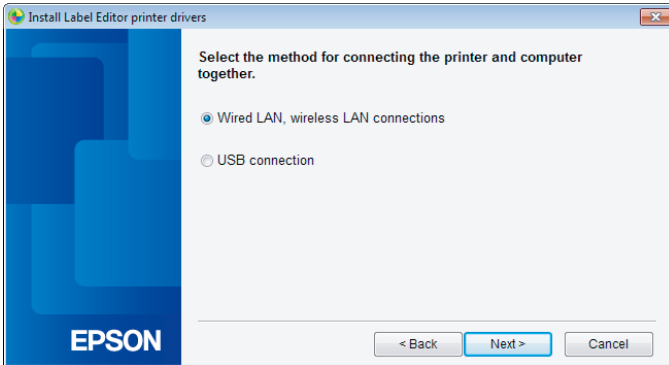 Install Label Editor printer drivers
Select the method for connecting the printer and computer
together.
Wired LAN, wireless LAN connections
USB connection
EPSON
< Back
Next >
Cancel